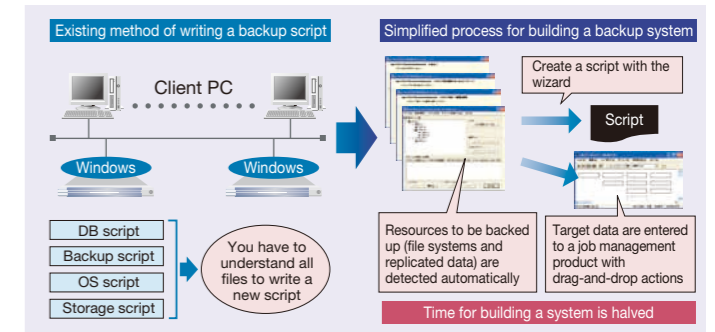 Existing method of writing a backup script
Client PC
Windows
Windows
DB script
Backup script
OS script
Storage script
You have to
understand all
files to write a
new script
Simplified process for building a backup system
Create a script with the
wizard
Script
Resources to be backed
up (file systems and
replicated data) are
detected automatically
Target data are entered
to a job management
product with
drag-and-drop actions
Time for building a system is halved